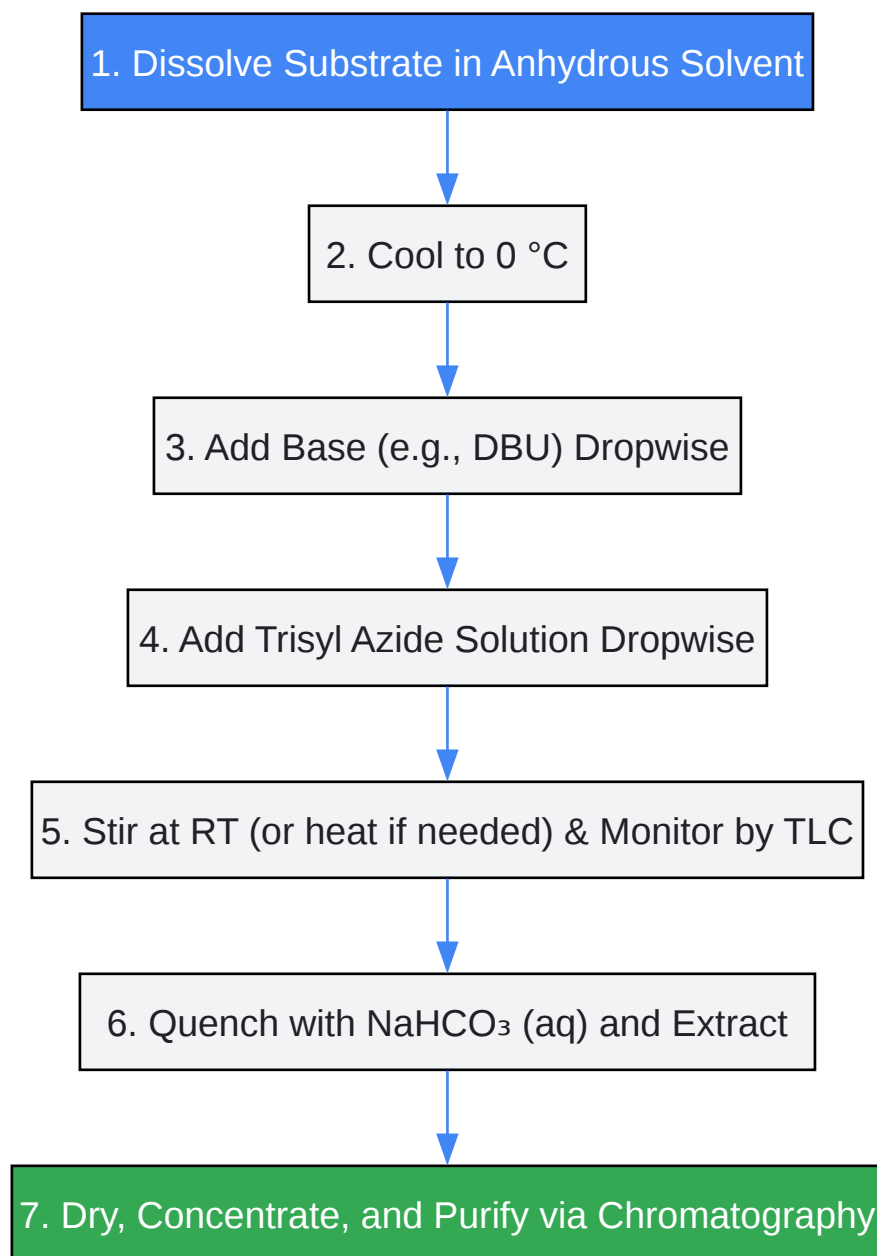 1. Dissolve Substrate in Anhydrous Solvent
2. Cool to 0 °C
3. Add Base (e.g., DBU) Dropwise
4. Add Trisyl Azide Solution Dropwise
5. Stir at RT (or heat if needed) & Monitor by TLC
6. Quench with NaHCO₃ (aq) and Extract
7. Dry, Concentrate, and Purify via Chromatography